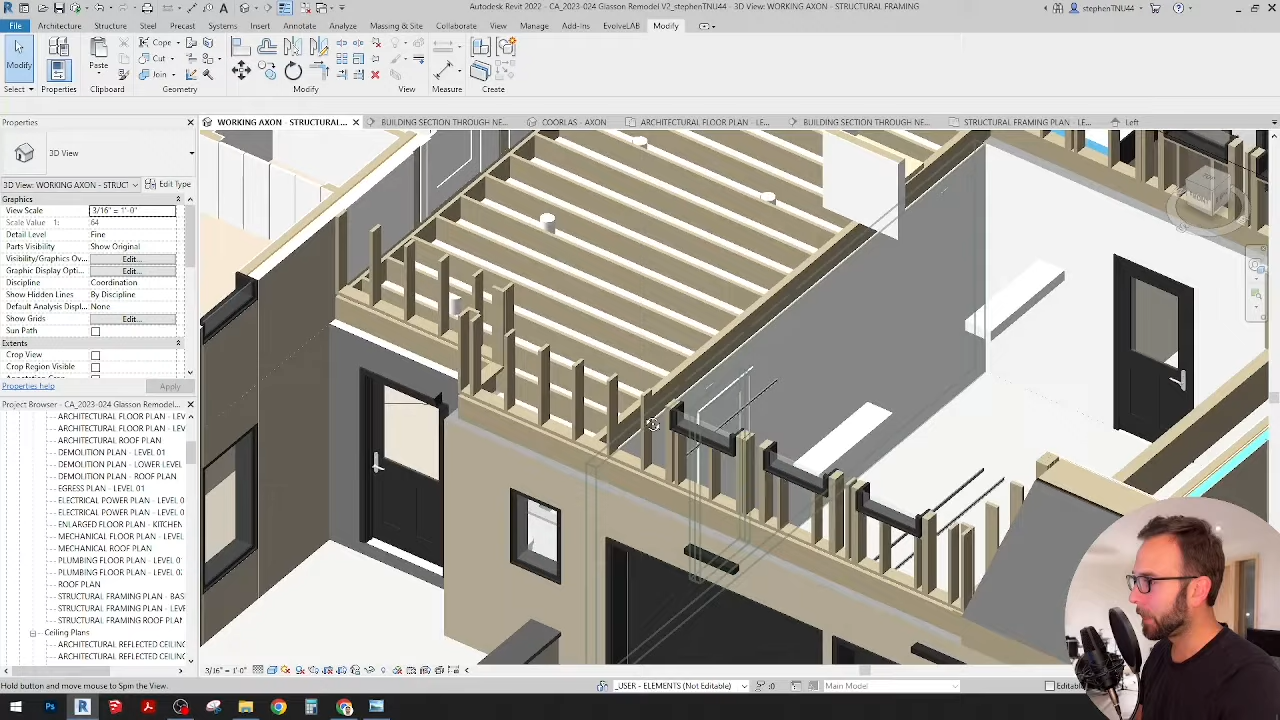 Autodesk Revit 2022 - CA_2023-024 Glasson Remodel V2_stephenTNU44 - 3D View: WORKING AXON - STRUCTURAL FRAMING
stephenTNU44
File
Architecture
Structure
Steel
Precast
Systems
Insert
Annotate
Analyze
Massing & Site
Collaborate
View
Manage
Add-Ins
EvolveLAB
Modify
Modify
Paste
Cope
Cut
Join
Select
Properties
Clipboard
Geometry
Modify
View
Measure
Create
Properties
WORKING AXON - STRUCTURAL...
BUILDING SECTION THROUGH NE...
COORLAS - AXON
ARCHITECTURAL FLOOR PLAN - LE...
BUILDING SECTION THROUGH NE...
STRUCTURAL FRAMING PLAN - LE...
Left
3D View
3D View: WORKING AXON - STRUCT
Edit Type
Graphics
View Scale 3/16" = 1'-0"
Scale Value 1: 64
Detail Level Fine
Parts Visibility Show Original
Visibility/Graphics Ov... Edit...
Graphic Display Opt... Edit...
Discipline Coordination
Show Hidden Lines By Discipline
Default Analysis Displ... None
Show Grids Edit...
Sun Path
Extents
Crop View
Crop Region Visible
Properties help
Apply
Project Browser - CA_2023-024 Glasson Remodel...
ARCHITECTURAL FLOOR PLAN - LEV
ARCHITECTURAL FLOOR PLAN - LEV
ARCHITECTURAL ROOF PLAN
DEMOLITION PLAN - LEVEL 01
DEMOLITION PLAN - LOWER LEVEL
DEMOLITION PLAN - ROOF PLAN
EGRESS PLAN - LEVEL 01
ELECTRICAL POWER PLAN - LEVEL 0
ELECTRICAL POWER PLAN - LEVEL 0
ENLARGED FLOOR PLAN - KITCHEN
MECHANICAL FLOOR PLAN - LEVEL
MECHANICAL ROOF PLAN
PLUMBING FLOOR PLAN - LEVEL 01
PLUMBING FLOOR PLAN - LEVEL 02
ROOF PLAN
STRUCTURAL FRAMING PLAN - BAS
STRUCTURAL FRAMING PLAN - LEVE
STRUCTURAL FRAMING ROOF PLAN
Ceiling Plans
ARCHITECTURAL REFLECTED CEILING
ARCHITECTURAL REFLECTED CEILING
3/16" = 1'-0"
Hold button and move mouse to Spin the View.
_USER - ELEMENTS (Not Editable)
:0
Main Model
Editable